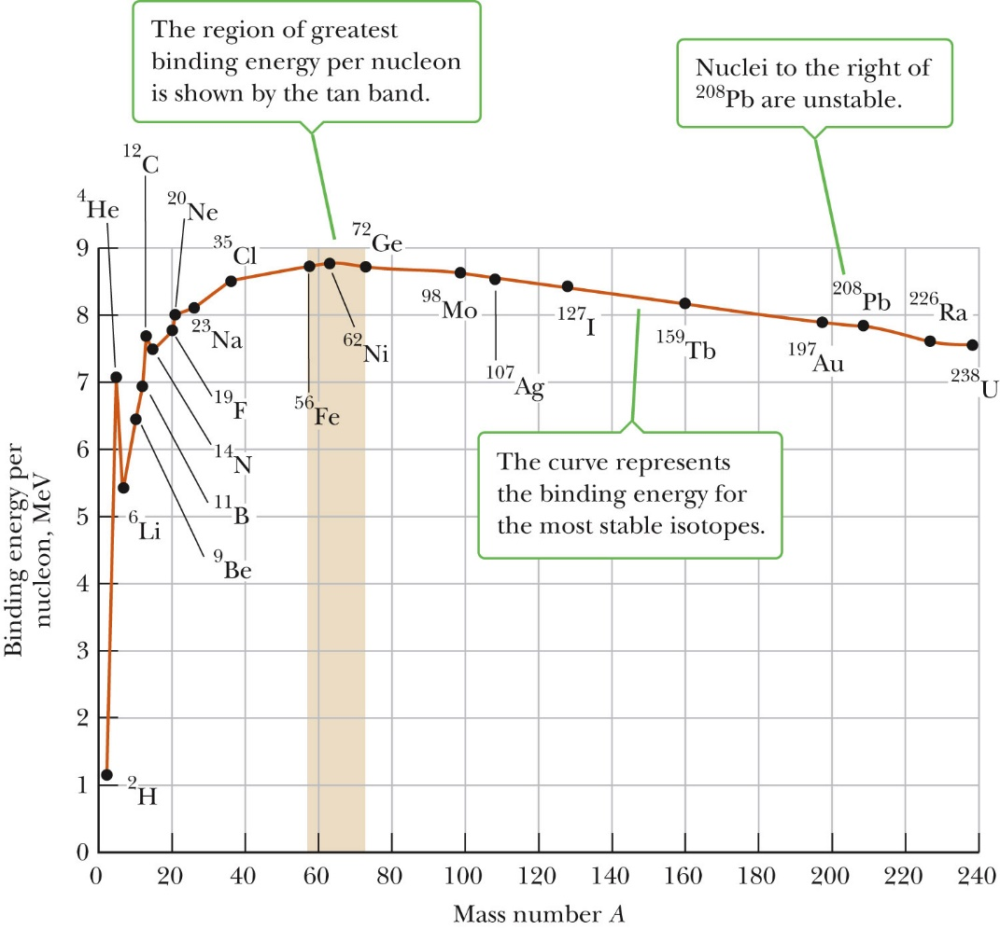 The region of greatest
binding energy per nucleon
is shown by the tan band.
Nuclei to the right of
²⁰⁸Pb are unstable.
¹²C
⁴He
²⁰Ne
³⁵Cl
⁷²Ge
²⁰⁸Pb
²²⁶Ra
⁹⁸Mo
¹²⁷I
²³Na
⁶²Ni
¹⁵⁹Tb
¹⁹⁷Au
¹⁰⁷Ag
²³⁸U
¹⁹F
⁵⁶Fe
¹⁴N
¹¹B
⁶Li
⁹Be
²H
The curve represents
the binding energy for
the most stable isotopes.
Binding energy per
nucleon, MeV
9
8
7
6
5
4
3
2
1
0
0 20 40 60 80 100 120 140 160 180 200 220 240
Mass number A